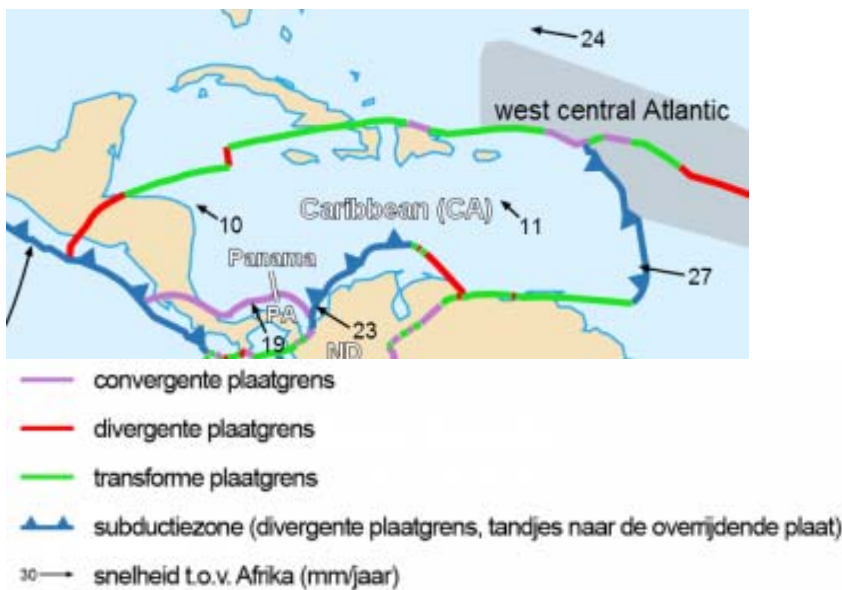 24
west central Atlantic
10
Caribbean (CA)
11
Panama
27
PA
19
23
ND
convergente plaatgrens
divergente plaatgrens
transforme plaatgrens
subductiezone (divergente plaatgrens, tandjes naar de overrijdende plaat)
30 snelheid t.o.v. Afrika (mm/jaar)